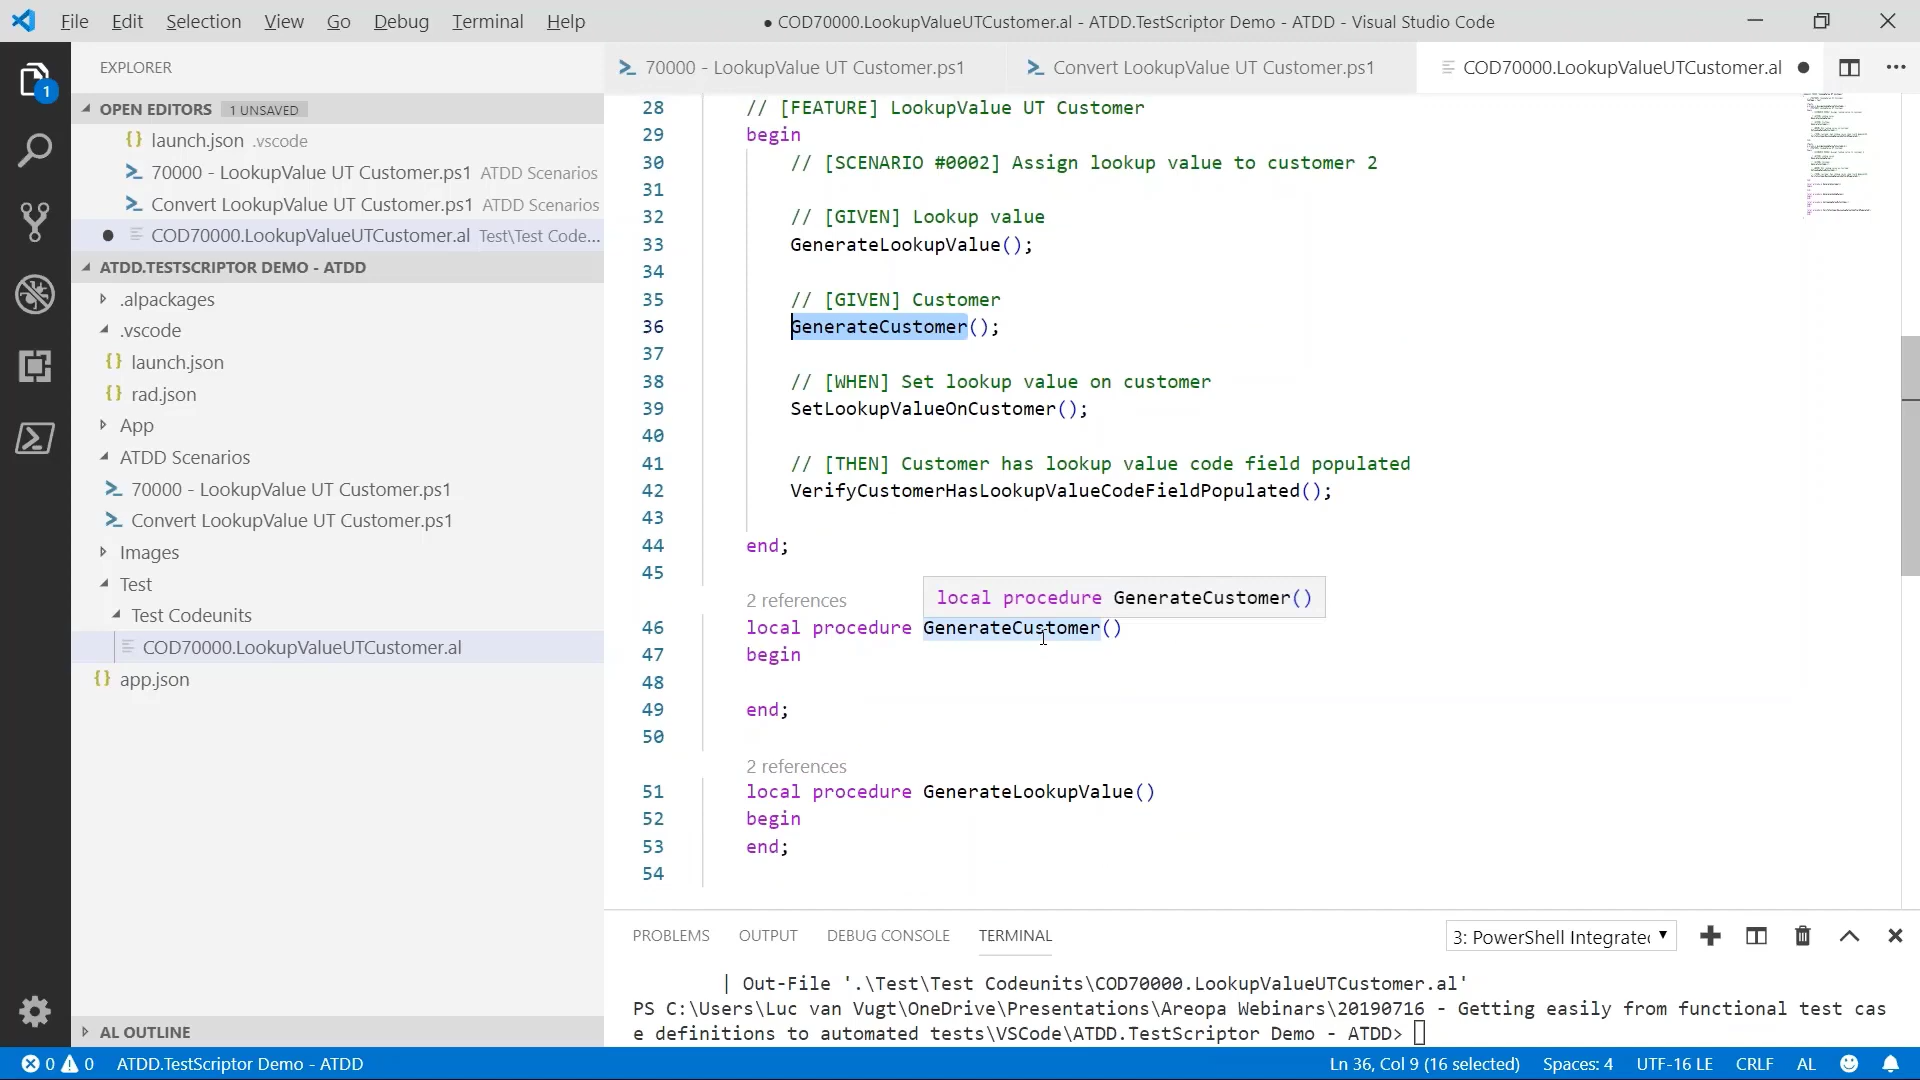 File Edit Selection View Go Debug Terminal Help
● COD70000.LookupValueUTCustomer.al - ATDD.TestScriptor Demo - ATDD - Visual Studio Code
EXPLORER
70000 - LookupValue UT Customer.ps1
Convert LookupValue UT Customer.ps1
COD70000.LookupValueUTCustomer.al ●
1
OPEN EDITORS 1 UNSAVED
launch.json .vscode
70000 - LookupValue UT Customer.ps1 ATDD Scenarios
Convert LookupValue UT Customer.ps1 ATDD Scenarios
● COD70000.LookupValueUTCustomer.al Test\Test Code...
ATDD.TESTSCRIPTOR DEMO - ATDD
.alpackages
.vscode
launch.json
rad.json
App
ATDD Scenarios
70000 - LookupValue UT Customer.ps1
Convert LookupValue UT Customer.ps1
Images
Test
Test Codeunits
COD70000.LookupValueUTCustomer.al
app.json
AL OUTLINE
28 // [FEATURE] LookupValue UT Customer
29 begin
30 // [SCENARIO #0002] Assign lookup value to customer 2
31
32 // [GIVEN] Lookup value
33 GenerateLookupValue();
34
35 // [GIVEN] Customer
36 GenerateCustomer();
37
38 // [WHEN] Set lookup value on customer
39 SetLookupValueOnCustomer();
40
41 // [THEN] Customer has lookup value code field populated
42 VerifyCustomerHasLookupValueCodeFieldPopulated();
43
44 end;
45
local procedure GenerateCustomer()
2 references
46 local procedure GenerateCustomer()
47 begin
48
49 end;
50
2 references
51 local procedure GenerateLookupValue()
52 begin
53 end;
54
PROBLEMS OUTPUT DEBUG CONSOLE TERMINAL
3: PowerShell Integrated
| Out-File '.\Test\Test Codeunits\COD70000.LookupValueUTCustomer.al'
PS C:\Users\Luc van Vugt\OneDrive\Presentations\Areopa Webinars\20190716 - Getting easily from functional test cas
e definitions to automated tests\VSCode\ATDD.TestScriptor Demo - ATDD>
0 0 ATDD.TestScriptor Demo - ATDD
Ln 36, Col 9 (16 selected) Spaces: 4 UTF-16 LE CRLF AL